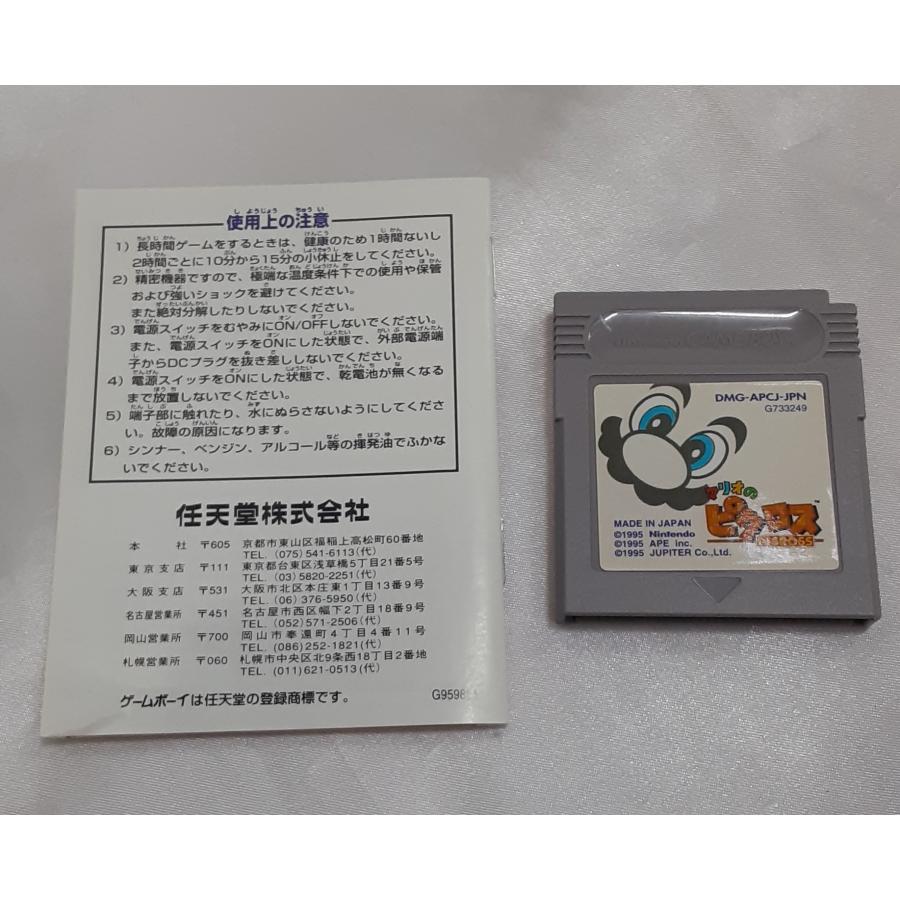 使用上の注意
1) 長時間ゲームをするときは、健康のため1時間ないし
2時間ごとに10分から15分の小休止をしてください。
2) 精密機器ですので、極端な温度条件下での使用や保管
および強いショックを避けてください。
また絶対分解したりしないでください。
3) 電源スイッチをむやみにON/OFFしないでください。
また、電源スイッチをONにした状態で、外部電源端
子からDCプラグを抜き差ししないでください。
4) 電源スイッチをONにした状態で、乾電池が無くなる
まで放置しないでください。
5) 端子部に触れたり、水にぬらさないようにしてくださ
い。故障の原因になります。
6) シンナー、ベンジン、アルコール等の揮発油でふかな
いでください。
任天堂株式会社
本社 〒605 京都市東山区福稲上高松町60番地
TEL. (075) 541-6113(代)
東京支店 〒111 東京都台東区浅草橋5丁目21番5号
TEL. (03) 5820-2251(代)
大阪支店 〒531 大阪市北区本庄東1丁目13番9号
TEL. (06) 376-5950(代)
名古屋営業所 〒451 名古屋市西区幅下2丁目18番9号
TEL. (052) 571-2506(代)
岡山営業所 〒700 岡山市奉還町4丁目4番11号
TEL. (086) 252-1821(代)
札幌営業所 〒060 札幌市中央区北9条西18丁目2番地
TEL. (011) 621-0513(代)
ゲームボーイは任天堂の登録商標です。
Nintendo GAME BOY
DMG-APCJ-JPN
G733249
マリオの
ピクロス™
PICROSS
MADE IN JAPAN
©1995 Nintendo
©1995 APE inc.
©1995 JUPITER Co.,Ltd.